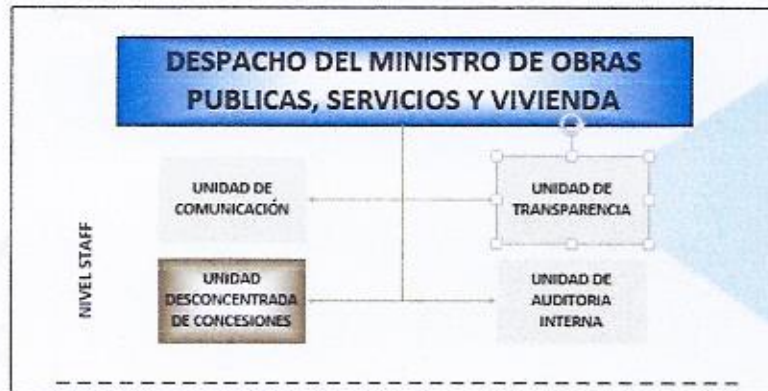 DESPACHO DEL MINISTRO DE OBRAS
PUBLICAS, SERVICIOS Y VIVIENDA
UNIDAD DE
COMUNICACIÓN
UNIDAD DE
TRANSPARENCIA
NIVEL STAFF
UNIDAD
DESCONCENTRADA
DE CONCESIONES
UNIDAD DE
AUDITORIA
INTERNA